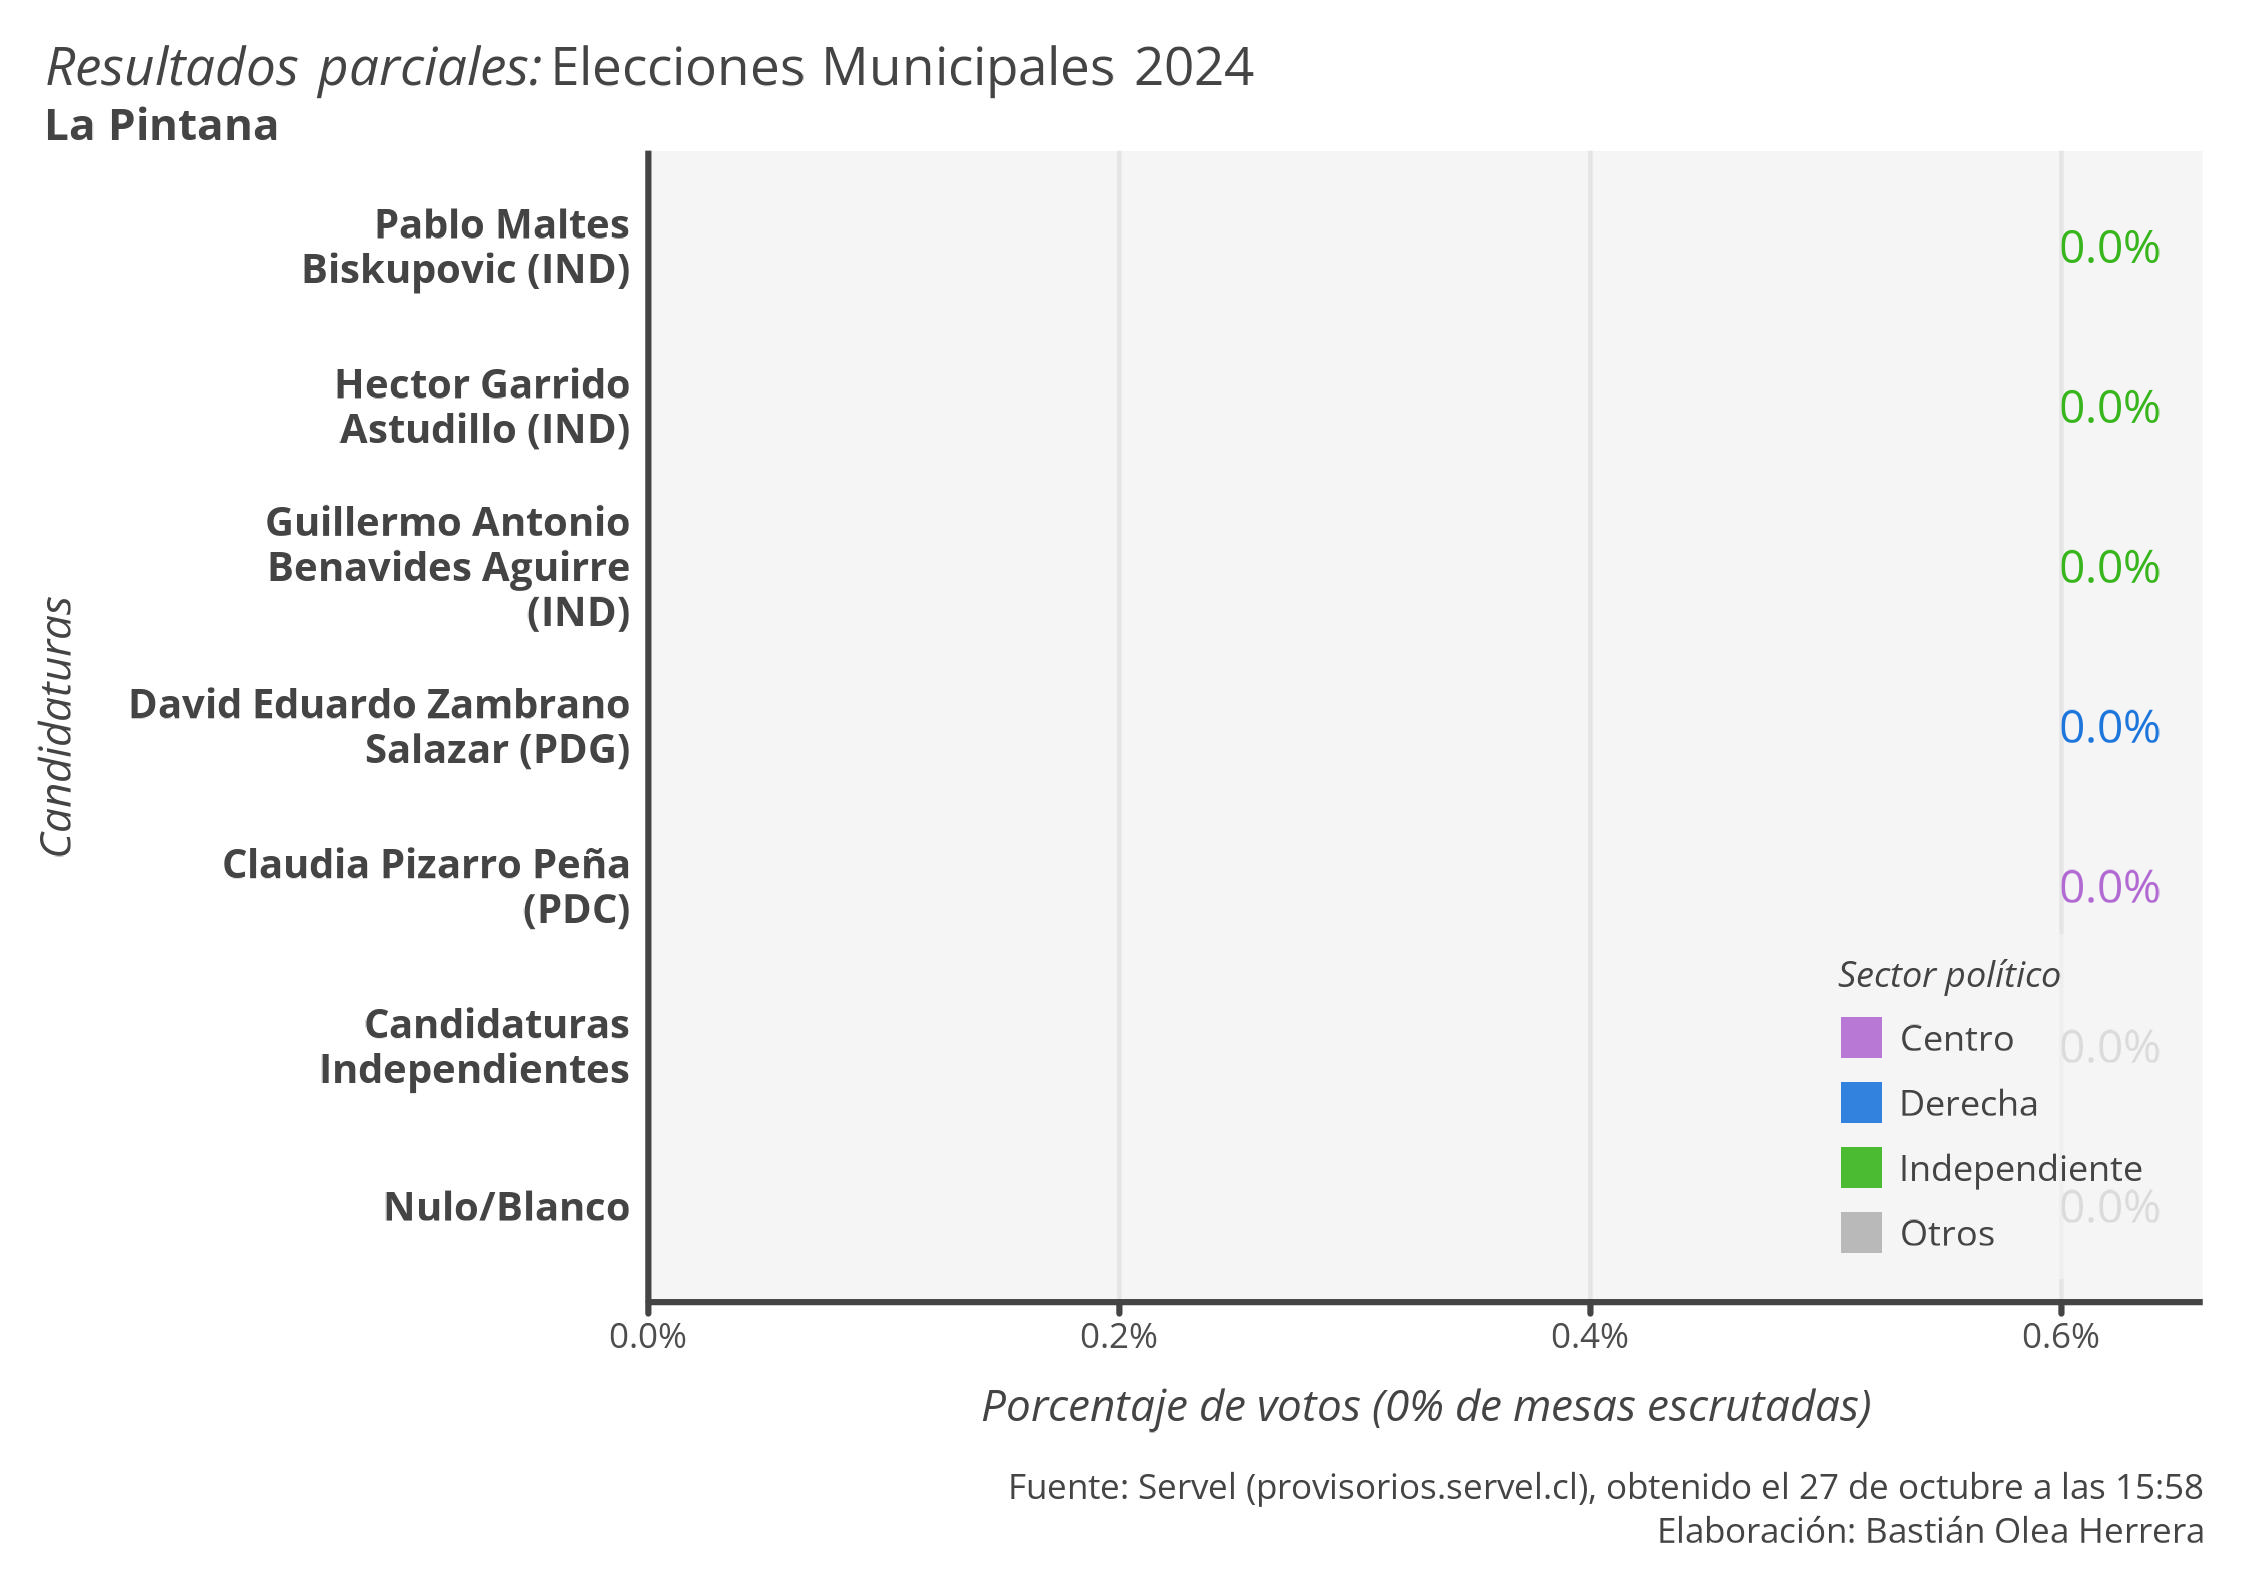 Resultados parciales: Elecciones Municipales 2024
La Pintana
Candidaturas
Pablo Maltes
Biskupovic (IND)
0.0%
Hector Garrido
Astudillo (IND)
0.0%
Guillermo Antonio
Benavides Aguirre
(IND)
0.0%
David Eduardo Zambrano
Salazar (PDG)
0.0%
Claudia Pizarro Peña
(PDC)
0.0%
Candidaturas
Independientes
0.0%
Nulo/Blanco
0.0%
Sector político
Centro
Derecha
Independiente
Otros
0.0% 0.2% 0.4% 0.6%
Porcentaje de votos (0% de mesas escrutadas)
Fuente: Servel (provisorios.servel.cl), obtenido el 27 de octubre a las 15:58
Elaboración: Bastián Olea Herrera